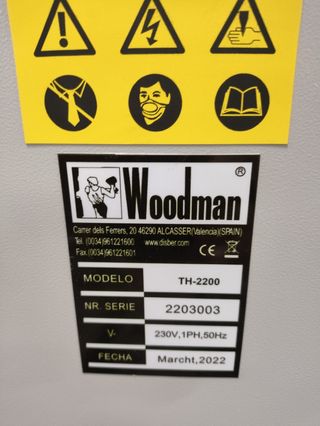 Woodman ®
Carrer dels Ferrers, 20 46290 ALCASSER(Valencia)(SPAIN)
Tel. (0034)961221600 www.disber.com
Fax.(0034)961221601 CE
MODELO TH-2200
NR. SERIE 2203003
V- 230V,1PH,50Hz
FECHA Marcht,2022